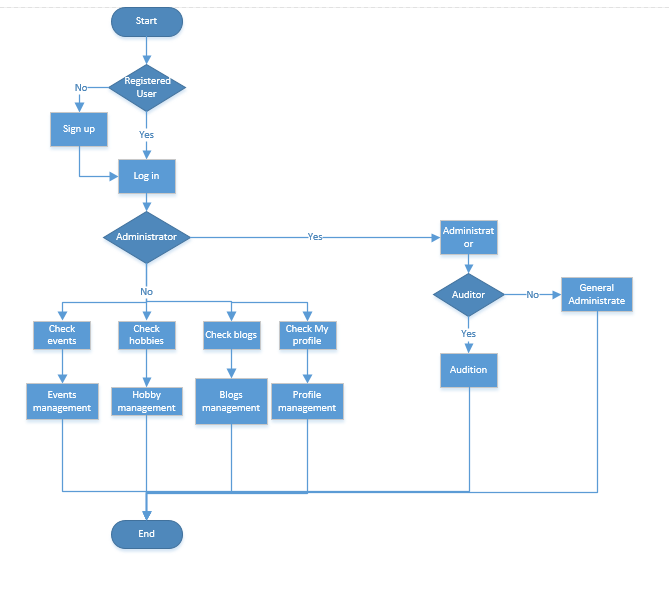 Start
Registered
User
No
Sign up
Yes
Log in
Administrator
Yes
Administrat
or
No
Auditor
No
General
Administrate
Yes
Check
events
Check
hobbies
Check blogs
Check My
profile
Audition
Events
management
Hobby
management
Blogs
management
Profile
management
End